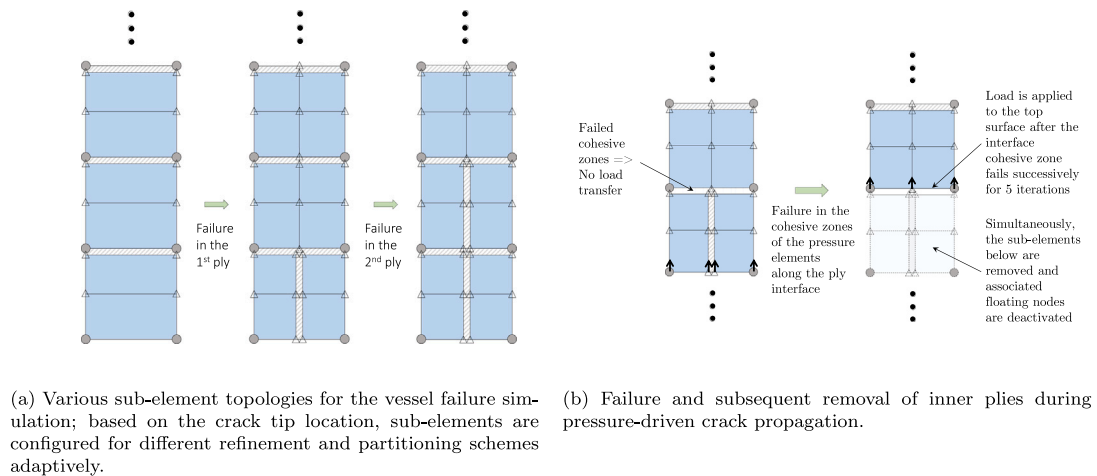 Failure
in the
1st ply
Failure
in the
2nd ply
Failed
cohesive
zones =>
No load
transfer
Failure in the
cohesive zones
of the pressure
elements
along the ply
interface
Load is applied
to the top
surface after the
interface
cohesive zone
fails successively
for 5 iterations
Simultaneously,
the sub-elements
below are
removed and
associated
floating nodes
are deactivated
(a) Various sub-element topologies for the vessel failure sim-
ulation; based on the crack tip location, sub-elements are
configured for different refinement and partitioning schemes
adaptively.
(b) Failure and subsequent removal of inner plies during
pressure-driven crack propagation.